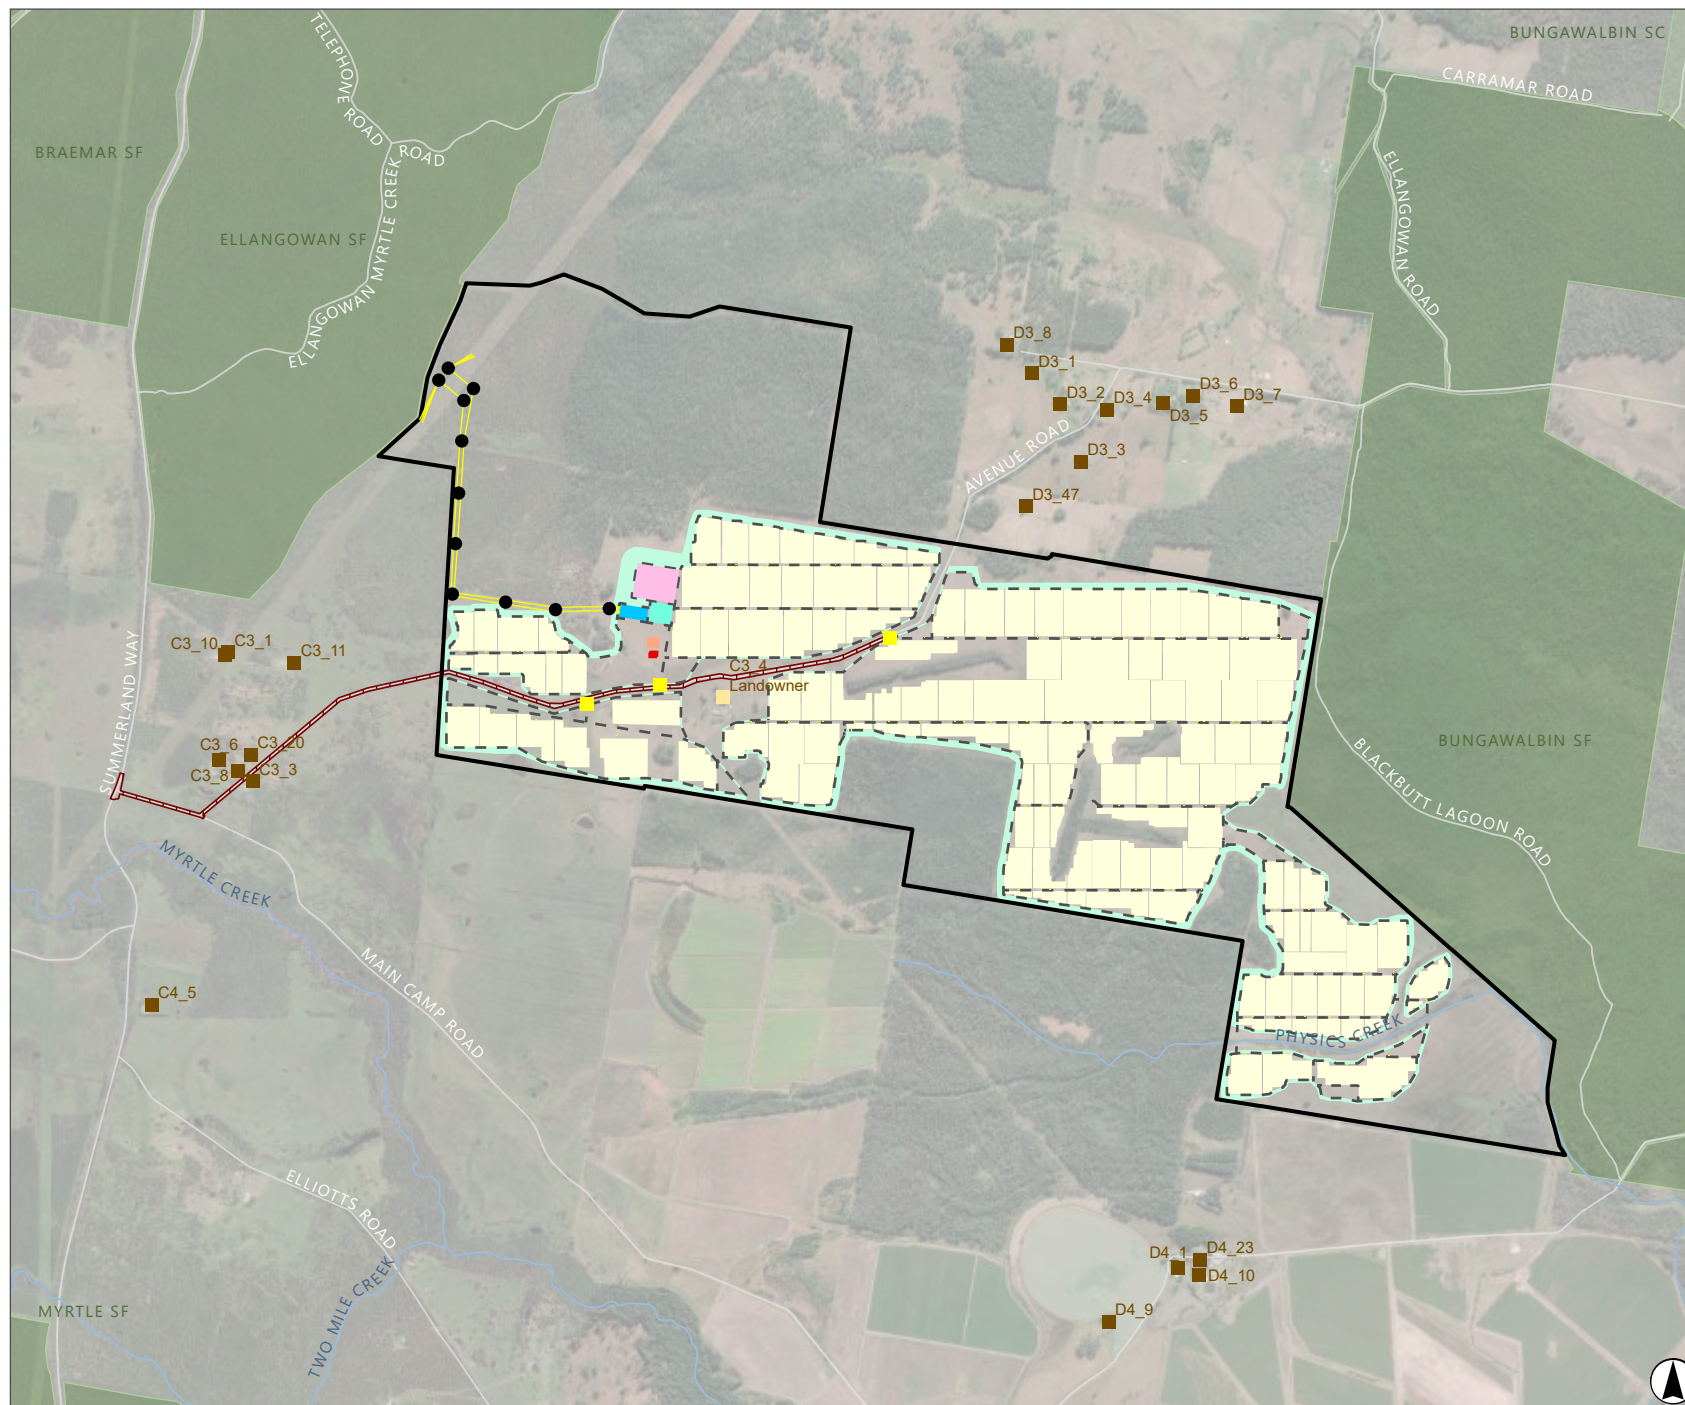 BUNGAWALBIN SC
TELEPHONE ROAD
CARRAMAR ROAD
BRAEMAR SF
ROAD
ELLANGOWAN SF
ELLANGOWAN MYRTLE CREEK
ELLANGOWAN ROAD
D3_8
D3_1
D3_2
D3_4
D3_6
D3_7
D3_5
AVENUE ROAD
D3_3
D3_47
C3_10
C3_1
C3_11
SUMMERLAND WAY
C3_4
Landowner
C3_6
C3_20
C3_8
C3_3
BUNGAWALBIN SF
BLACKBUTT LAGOON ROAD
MYRTLE CREEK
MAIN CAMP ROAD
C4_5
PHYSICS CREEK
ELLIOTTS ROAD
TWO MILE CREEK
D4_1
D4_23
D4_10
D4_9
MYRTLE SF